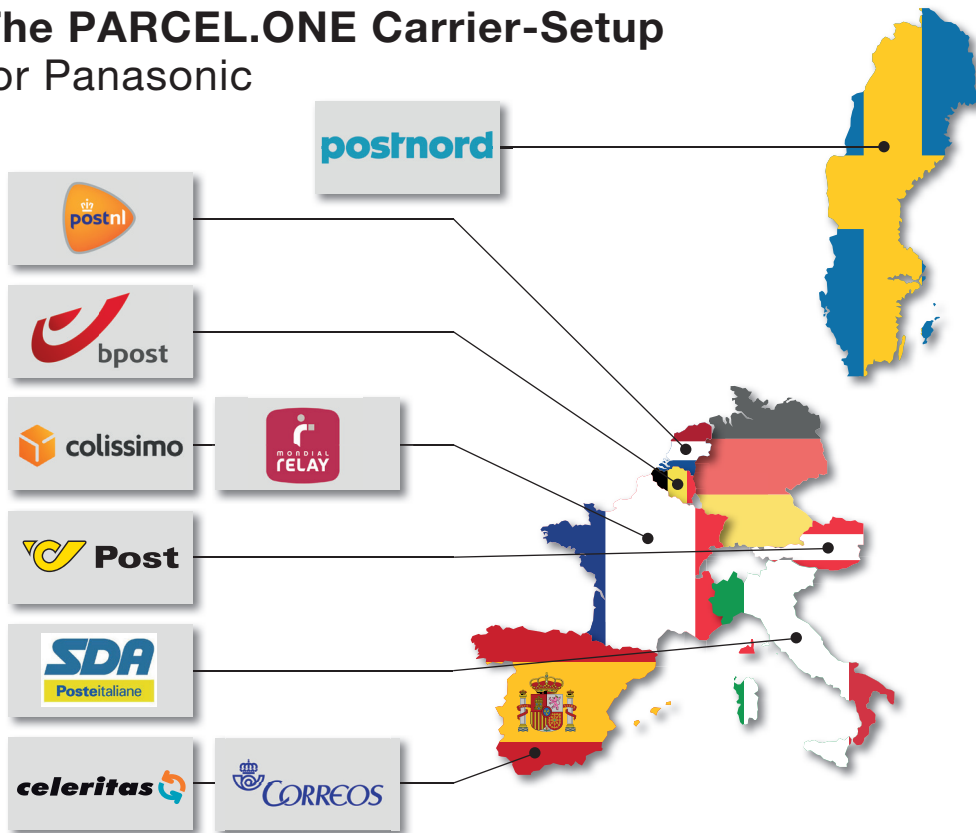 The PARCEL.ONE Carrier-Setup
or Panasonic
postnord
postnl
bpost
colissimo
MONDIAL
rELAY
Post
SDA
Posteitaliane
celeritas
CORREOS